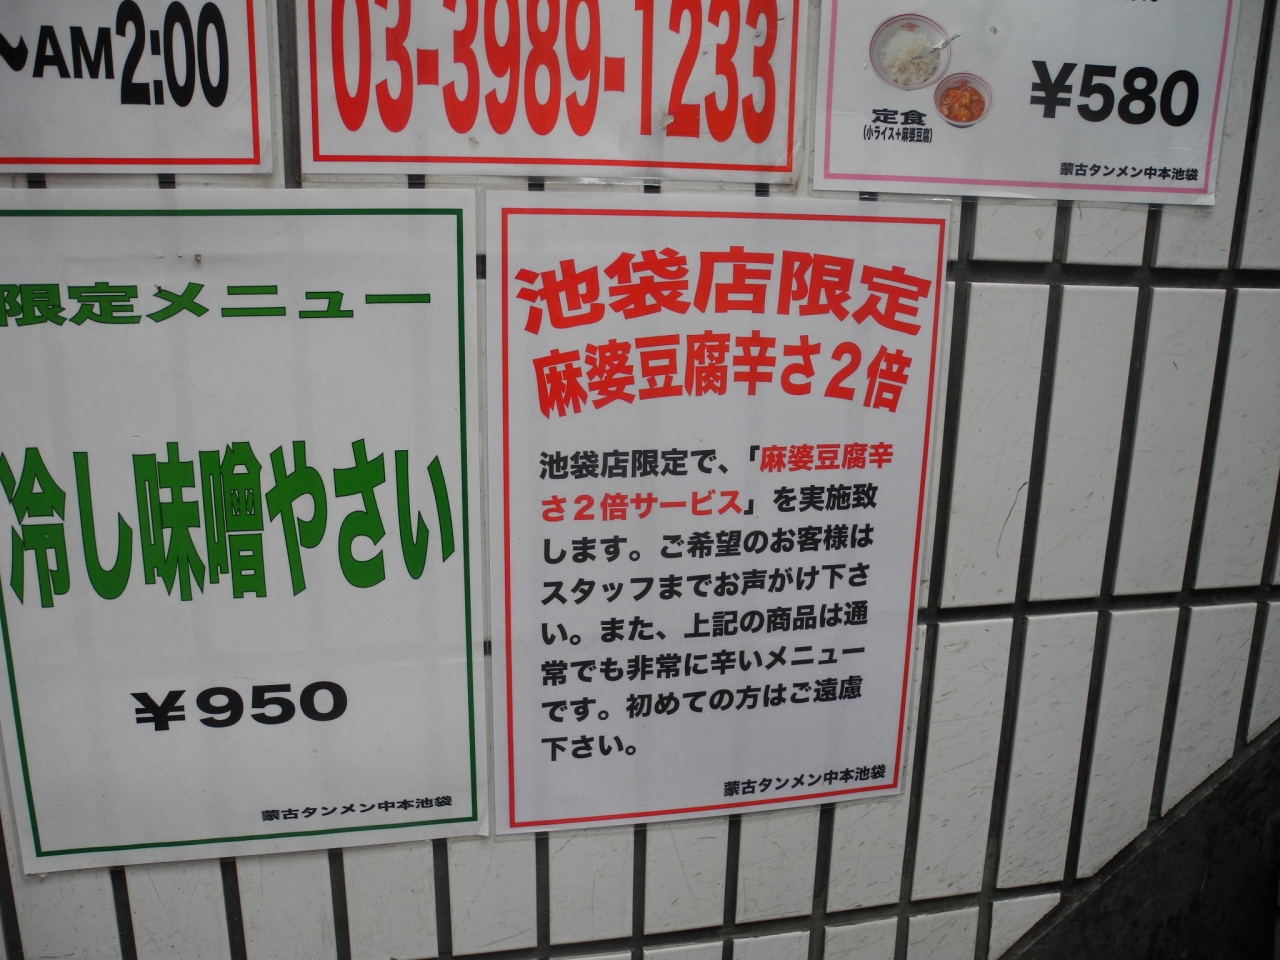 ~AM2:00
03-3989-1233
¥580
定食
(小ライス+麻婆豆腐)
蒙古タンメン中本池袋
限定メニュー
冷し味噌やさい
¥950
蒙古タンメン中本池袋
池袋店限定
麻婆豆腐辛さ2倍
池袋店限定で、「麻婆豆腐辛
さ2倍サービス」を実施致
します。ご希望のお客様は
スタッフまでお声がけ下さ
い。また、上記の商品は通
常でも非常に辛いメニュー
です。初めての方はご遠慮
下さい。
蒙古タンメン中本池袋